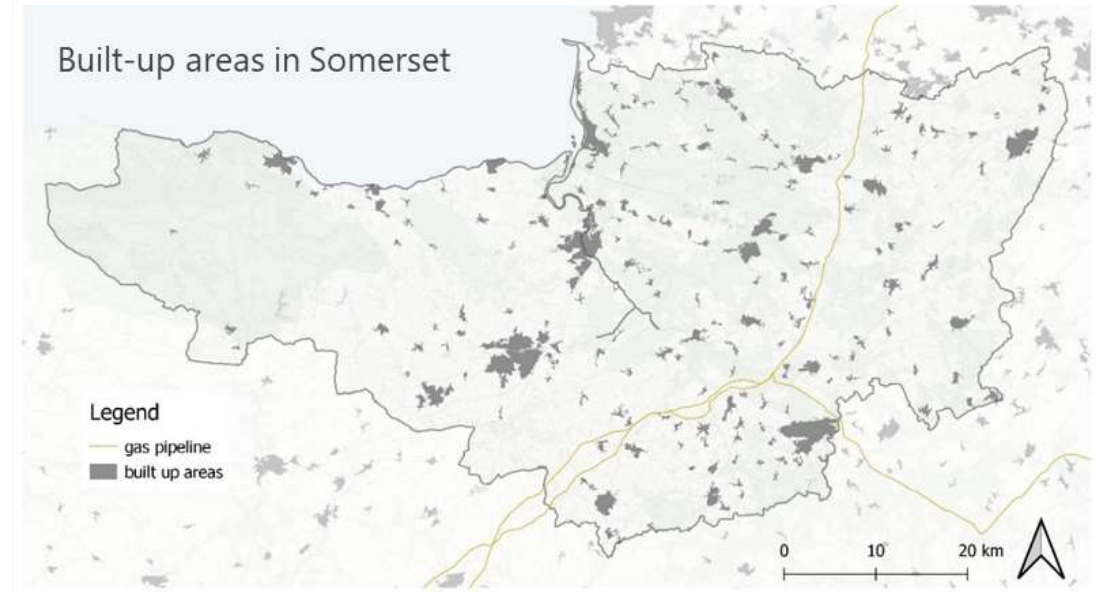 Built-up areas in Somerset
Legend
gas pipeline
built up areas
0 10 20 km